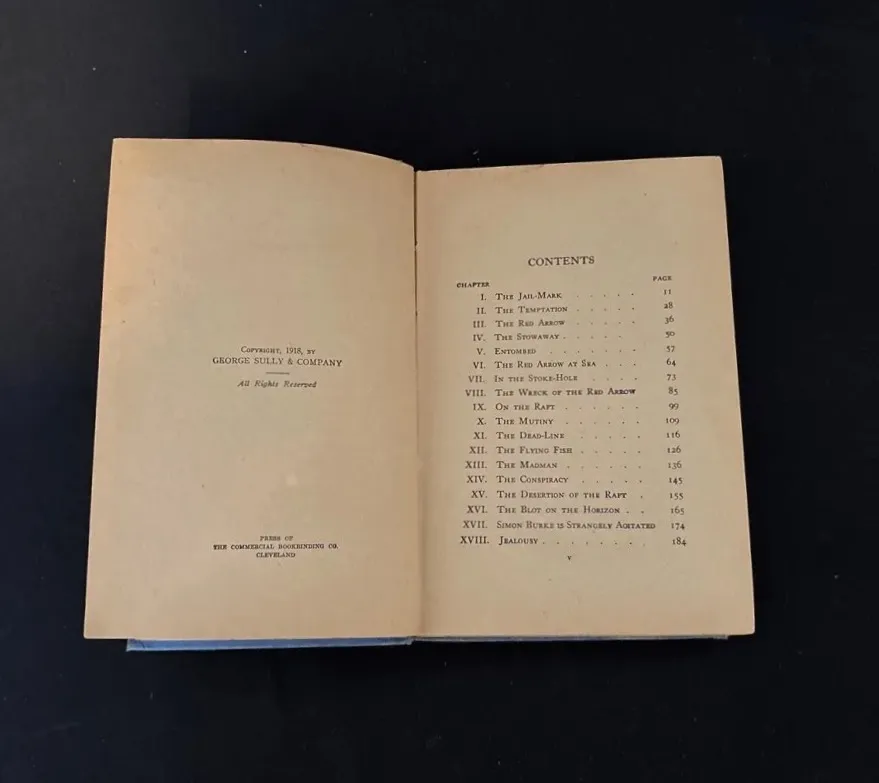 COPYRIGHT, 1918, BY
GEORGE SULLY & COMPANY
All Rights Reserved
PRESS OF
THE COMMERCIAL BOOKBINDING CO.
CLEVELAND
CONTENTS
CHAPTER PAGE
I. THE JAIL-MARK . . . . . 11
II. THE TEMPTATION . . . . . 28
III. THE RED ARROW . . . . . 36
IV. THE STOWAWAY . . . . . 50
V. ENTOMBED . . . . . . . 57
VI. THE RED ARROW AT SEA . . . 64
VII. IN THE STOKE-HOLE . . . . 73
VIII. THE WRECK OF THE RED ARROW 85
IX. ON THE RAFT . . . . . . 99
X. THE MUTINY . . . . . . 109
XI. THE DEAD-LINE . . . . . 116
XII. THE FLYING FISH . . . . . 126
XIII. THE MADMAN . . . . . . 136
XIV. THE CONSPIRACY . . . . . 145
XV. THE DESERTION OF THE RAFT . 155
XVI. THE BLOT ON THE HORIZON . . 165
XVII. SIMON BURKE IS STRANGELY AGITATED 174
XVIII. JEALOUSY . . . . . . . . 184
v